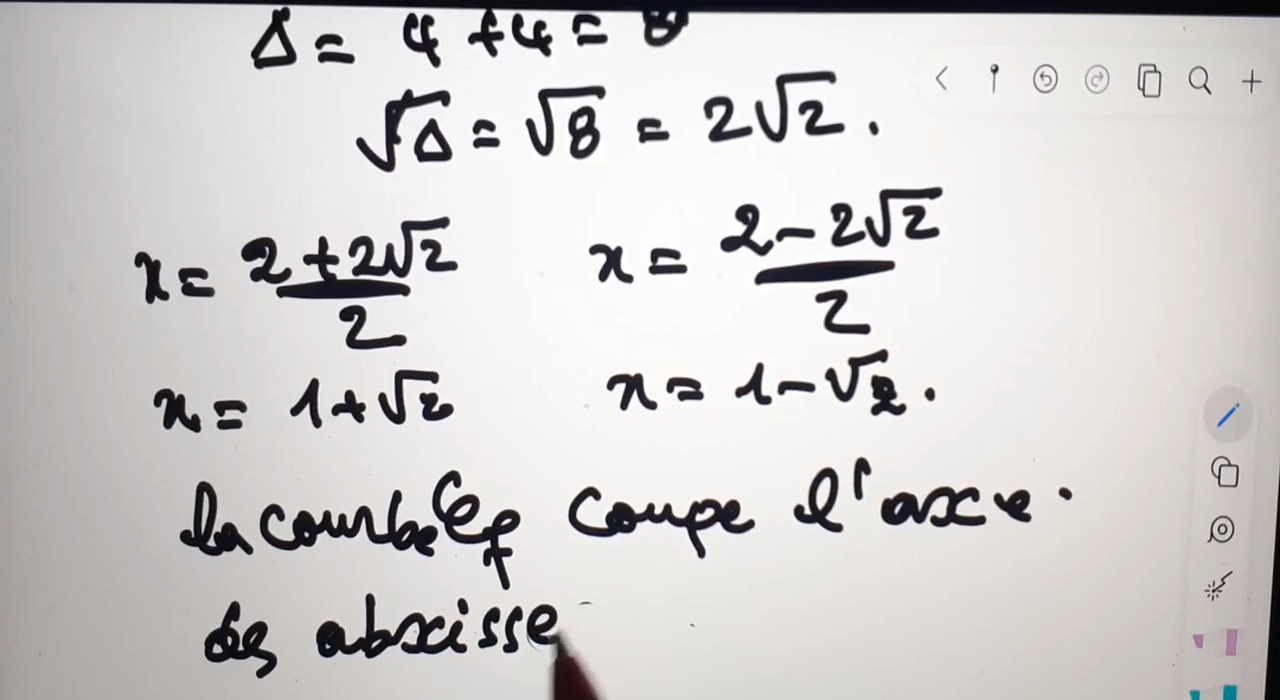 Δ = 4 + 4 = 8
√Δ = √8 = 2√2.
x = (2 + 2√2)/2    x = (2 - 2√2)/2
x = 1 + √2    x = 1 - √2.
la courbe Cf coupe l'axe.
des abscisse